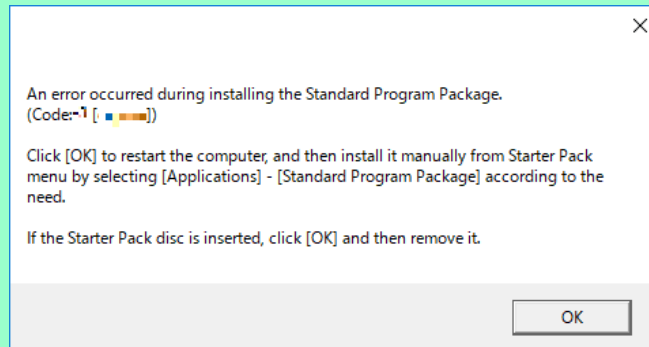 An error occurred during installing the Standard Program Package.
(Code:-1 [])
Click [OK] to restart the computer, and then install it manually from Starter Pack
menu by selecting [Applications] - [Standard Program Package] according to the
need.
If the Starter Pack disc is inserted, click [OK] and then remove it.
OK